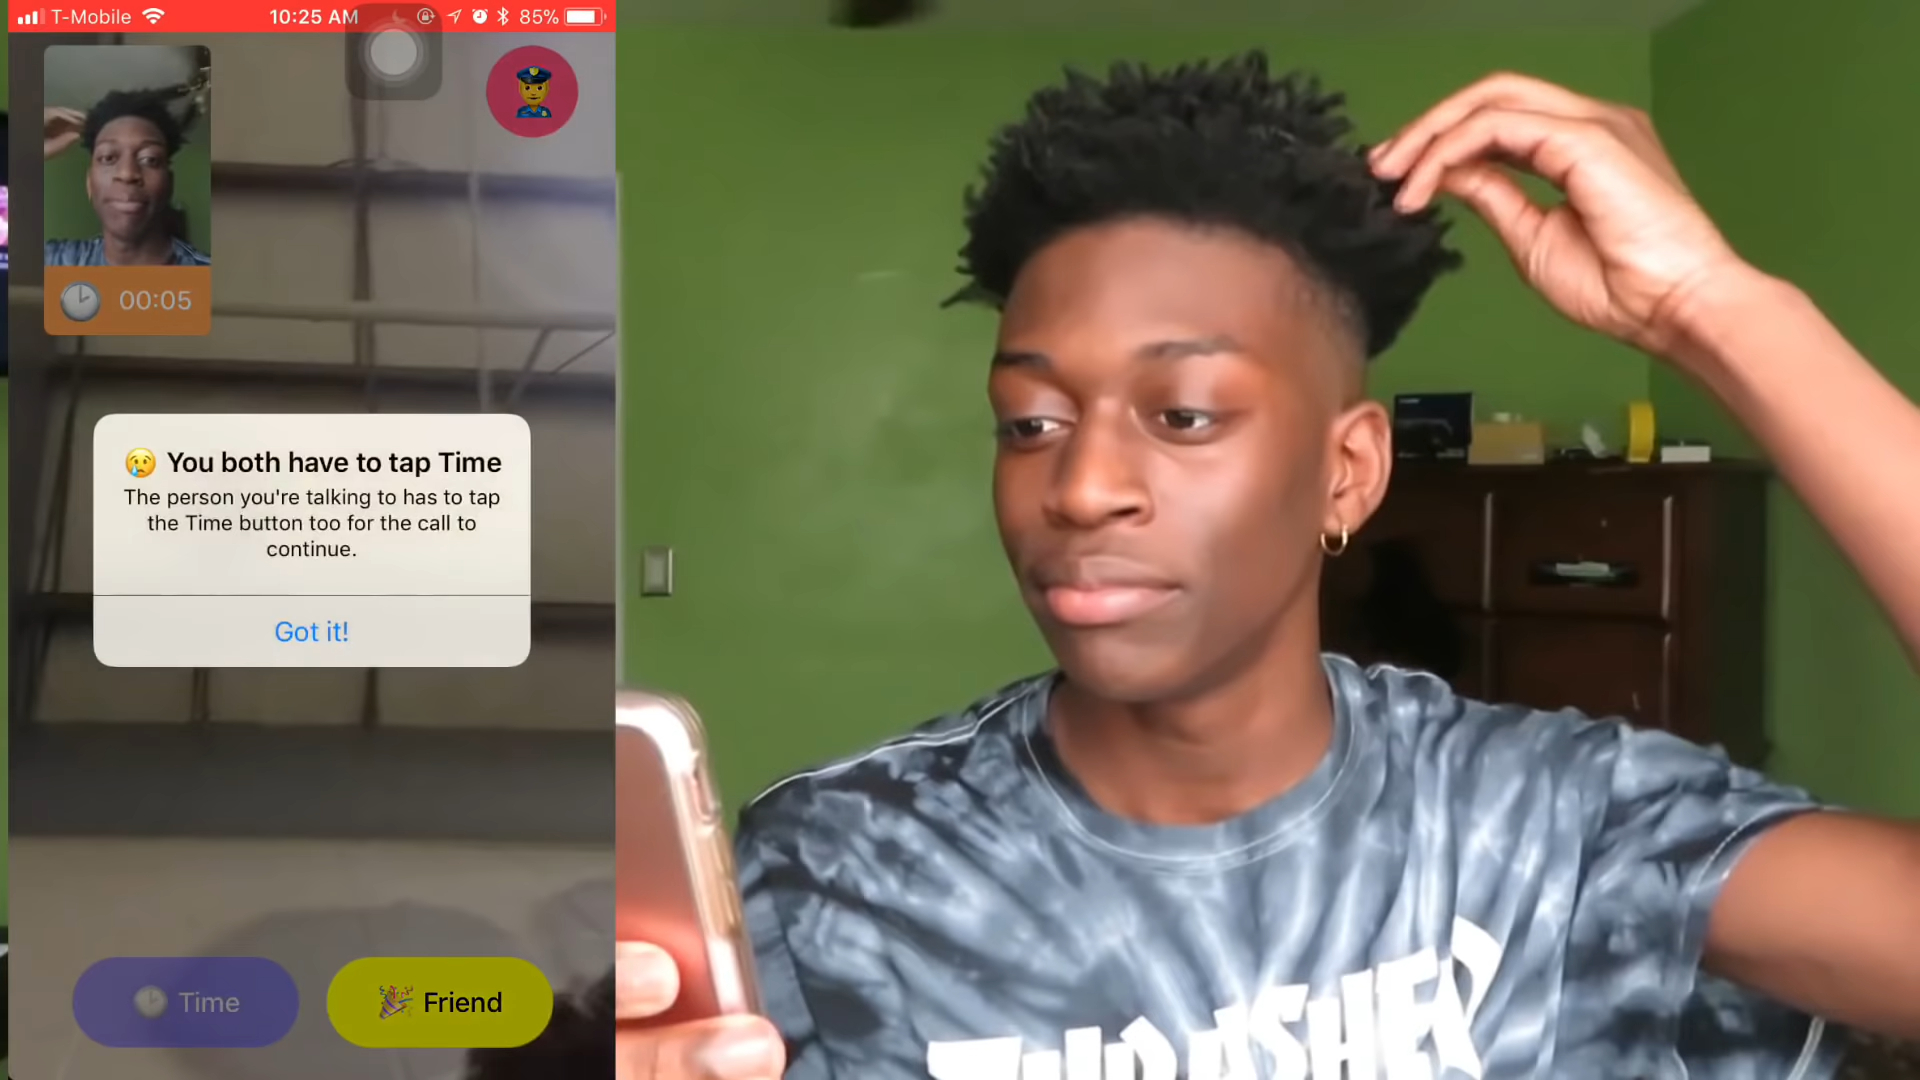 T-Mobile 10:25 AM 85%
00:05
You both have to tap Time
The person you're talking to has to tap
the Time button too for the call to
continue.
Got it!
Time Friend
THRASHER